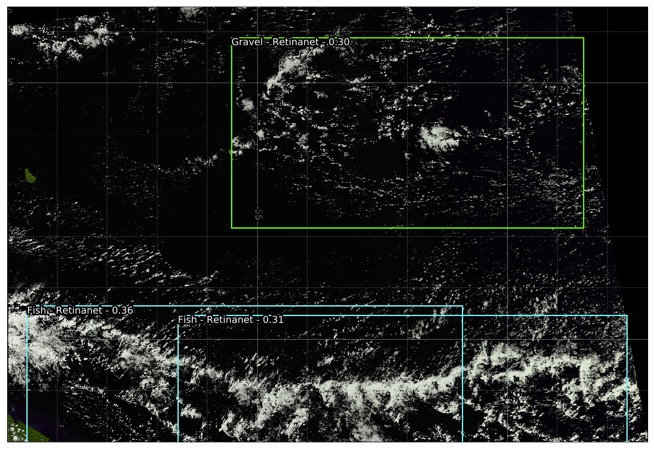 Gravel - Retinanet - 0.30
Fish - Retinanet - 0.36
Fish - Retinanet - 0.31